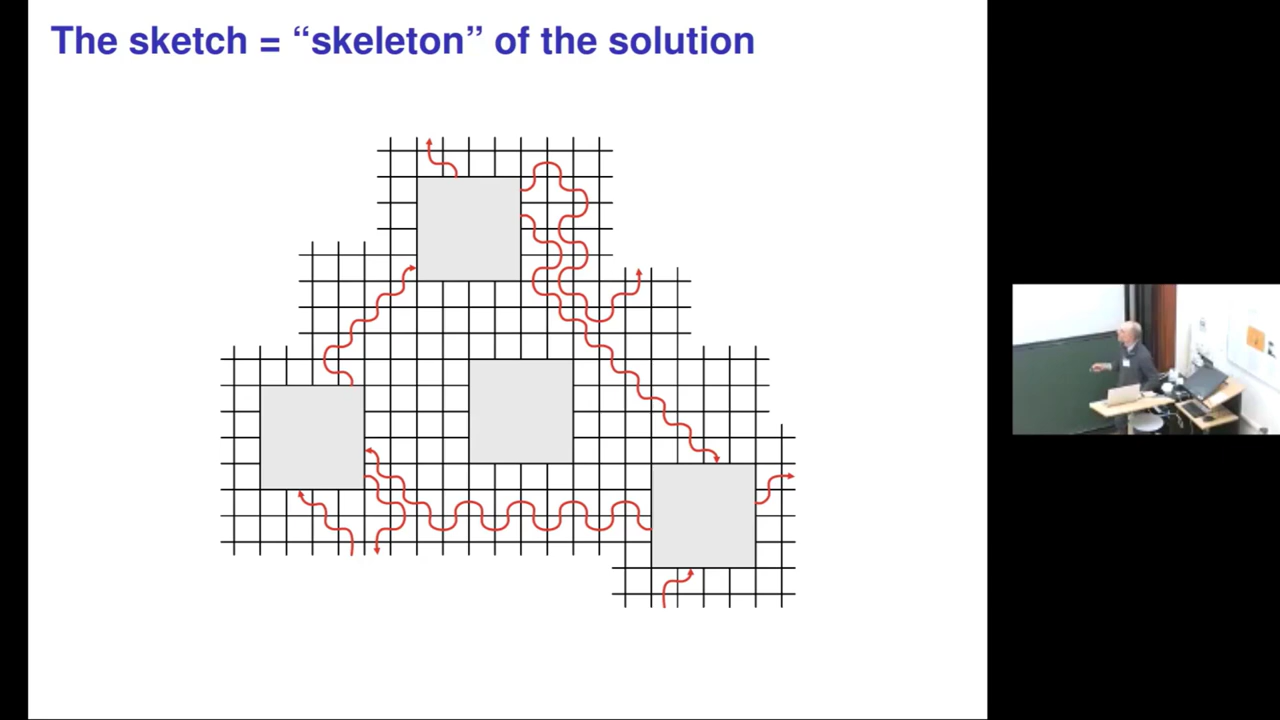 The sketch = “skeleton” of the solution